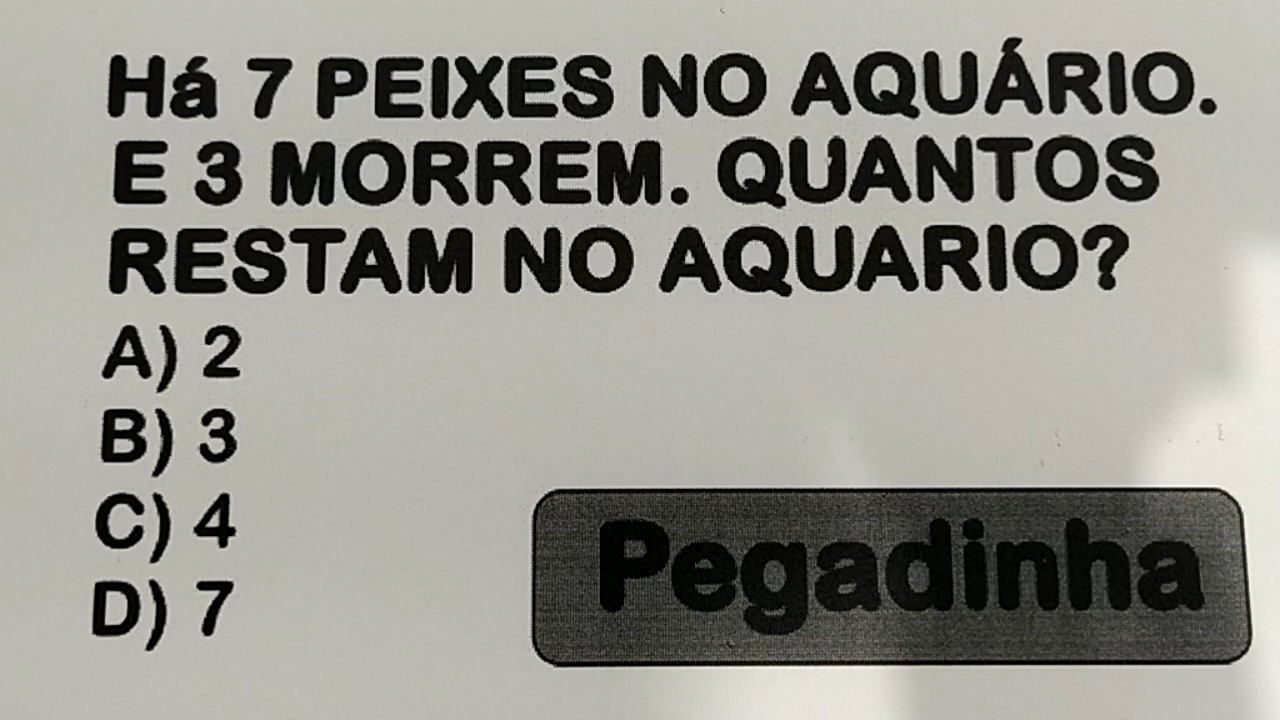 Há 7 PEIXES NO AQUÁRIO.
E 3 MORREM. QUANTOS
RESTAM NO AQUARIO?
A) 2
B) 3
C) 4
D) 7
Pegadinha